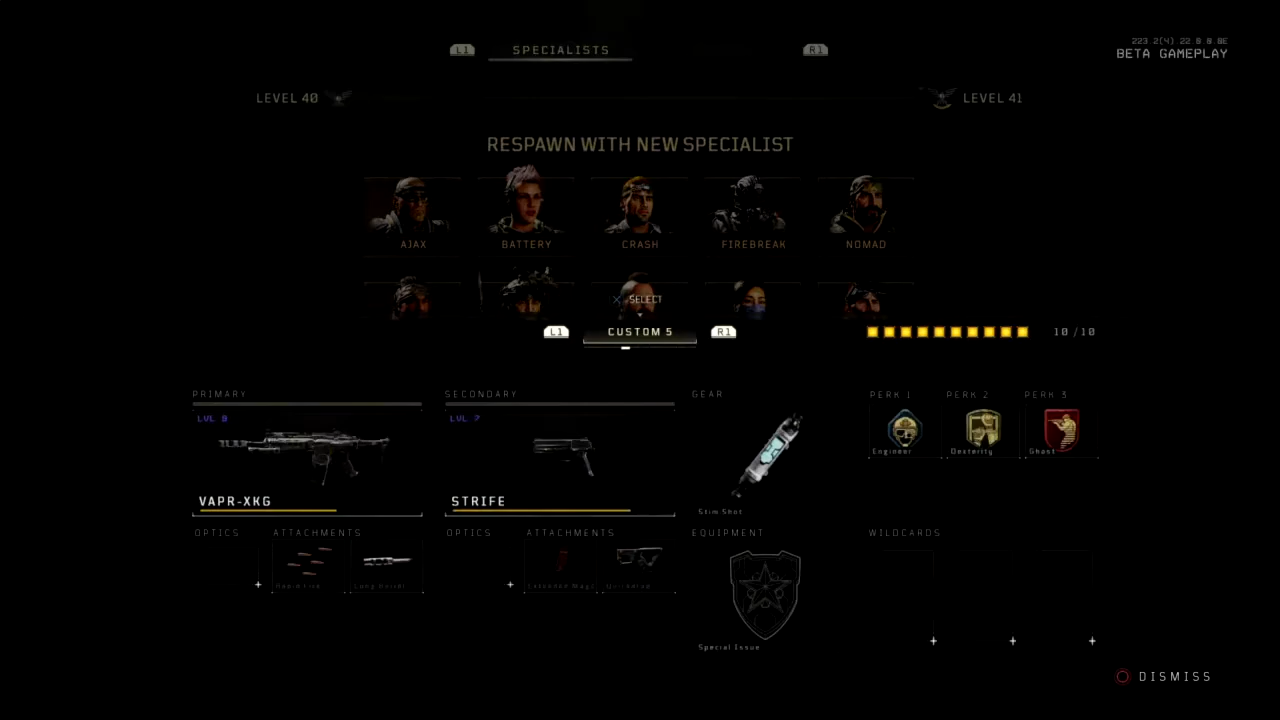 L1 SPECIALISTS R1
BETA GAMEPLAY
LEVEL 40
LEVEL 41
RESPAWN WITH NEW SPECIALIST
AJAX BATTERY CRASH FIREBREAK NOMAD
SELECT
L1 CUSTOM 5 R1
10/10
PRIMARY SECONDARY GEAR PERK 1 PERK 2 PERK 3
LVL
LVL
Engineer Dexterity Ghost
VAPR-XKG STRIFE
Stim Shot
OPTICS ATTACHMENTS OPTICS ATTACHMENTS EQUIPMENT WILDCARDS
Long Barrel
Special Issue
DISMISS